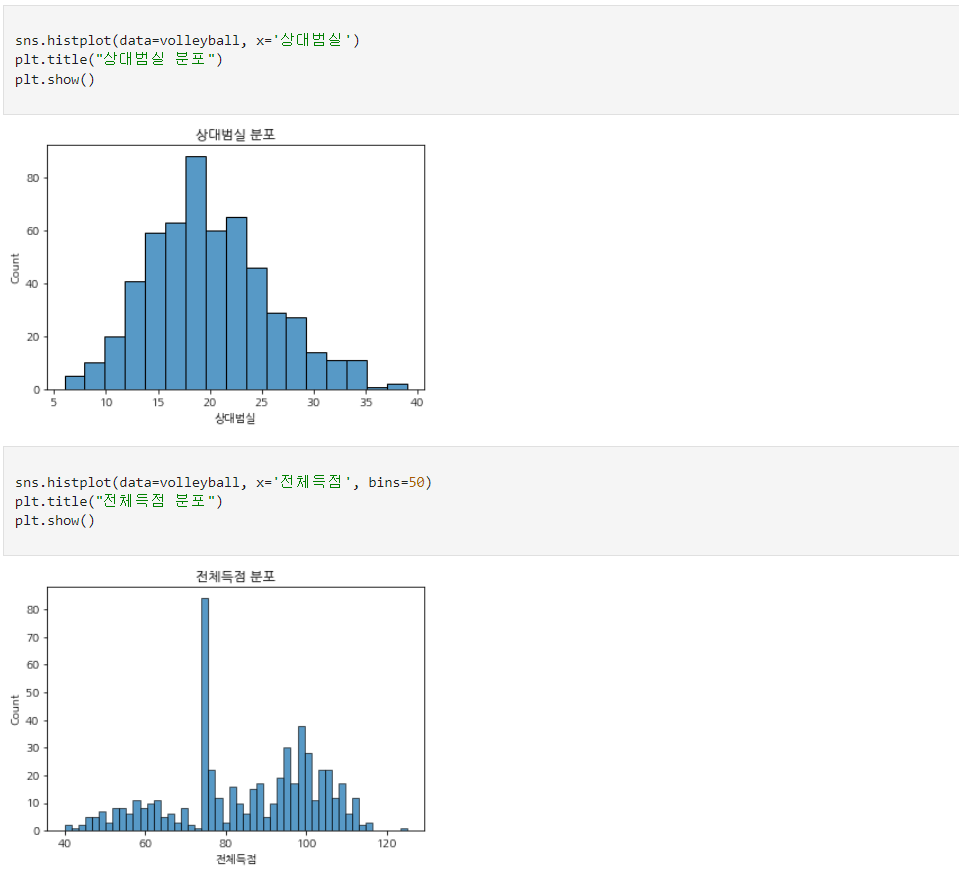 sns.histplot(data=volleyball, x='상대범실')
plt.title("상대범실 분포")
plt.show()
상대범실 분포
80
60
40
20
0
Count
5 10 15 20 25 30 35 40
상대범실
sns.histplot(data=volleyball, x='전체득점', bins=50)
plt.title("전체득점 분포")
plt.show()
전체득점 분포
80
70
60
50
40
30
20
10
0
Count
40 60 80 100 120
전체득점